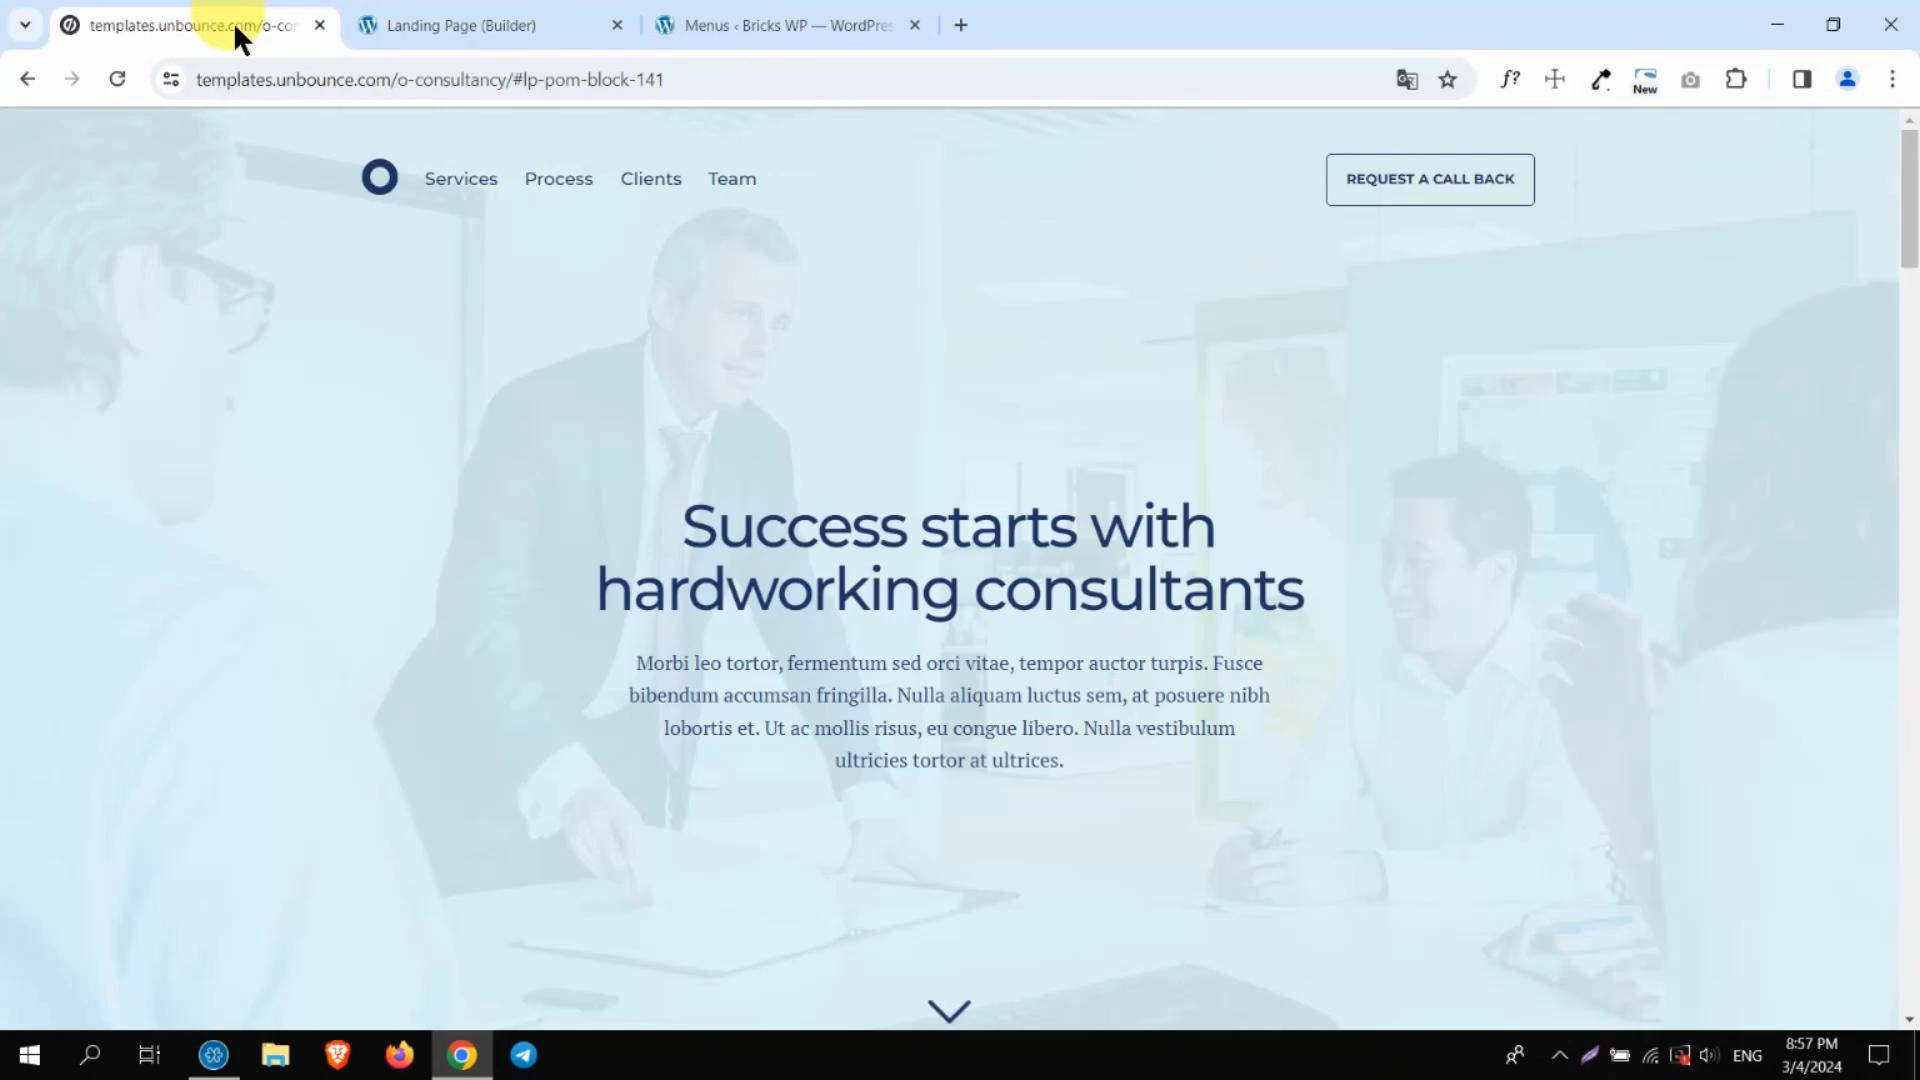 templates.unbounce.com/o-con
Landing Page (Builder)
Menus ‹ Bricks WP — WordPres
templates.unbounce.com/o-consultancy/#lp-pom-block-141
f?
New
Services
Process
Clients
Team
REQUEST A CALL BACK
Success starts with
hardworking consultants
Morbi leo tortor, fermentum sed orci vitae, tempor auctor turpis. Fusce
bibendum accumsan fringilla. Nulla aliquam luctus sem, at posuere nibh
lobortis et. Ut ac mollis risus, eu congue libero. Nulla vestibulum
ultricies tortor at ultrices.
ENG
8:57 PM
3/4/2024